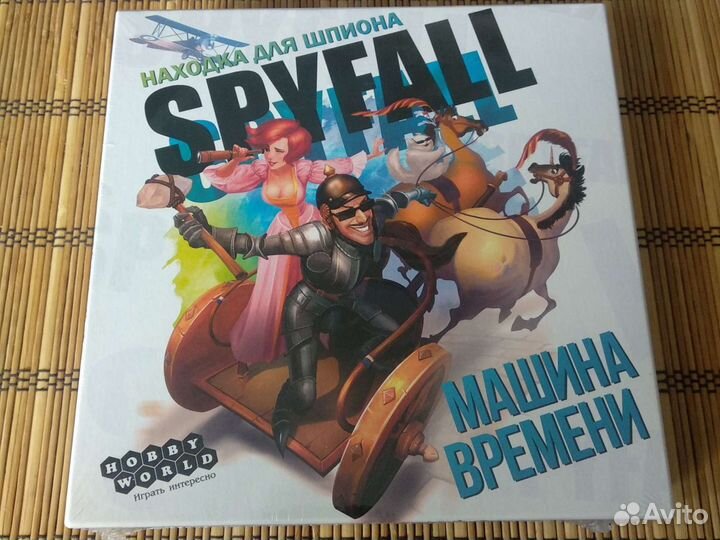 НАХОДКА ДЛЯ ШПИОНА
SPYFALL
МАШИНА
ВРЕМЕНИ
HOBBY
WORLD
Играть интересно
Avito